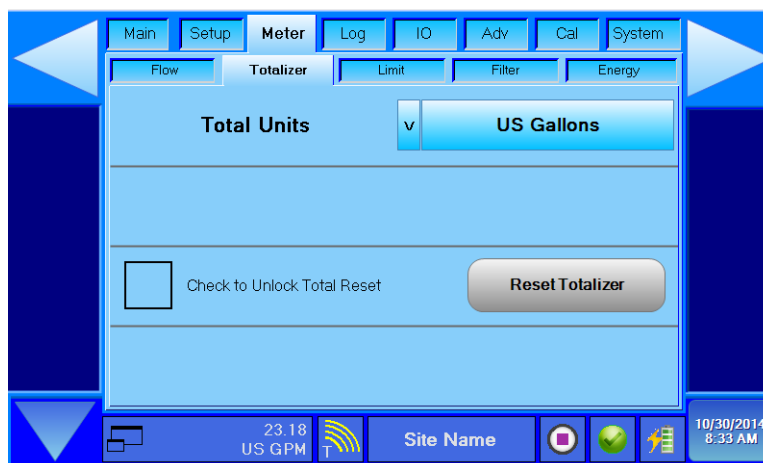 Main Setup Meter Log IO Adv Cal System
Flow Totalizer Limit Filter Energy
Total Units v US Gallons
Check to Unlock Total Reset Reset Totalizer
23.18
US GPM T Site Name
10/30/2014
8:33 AM